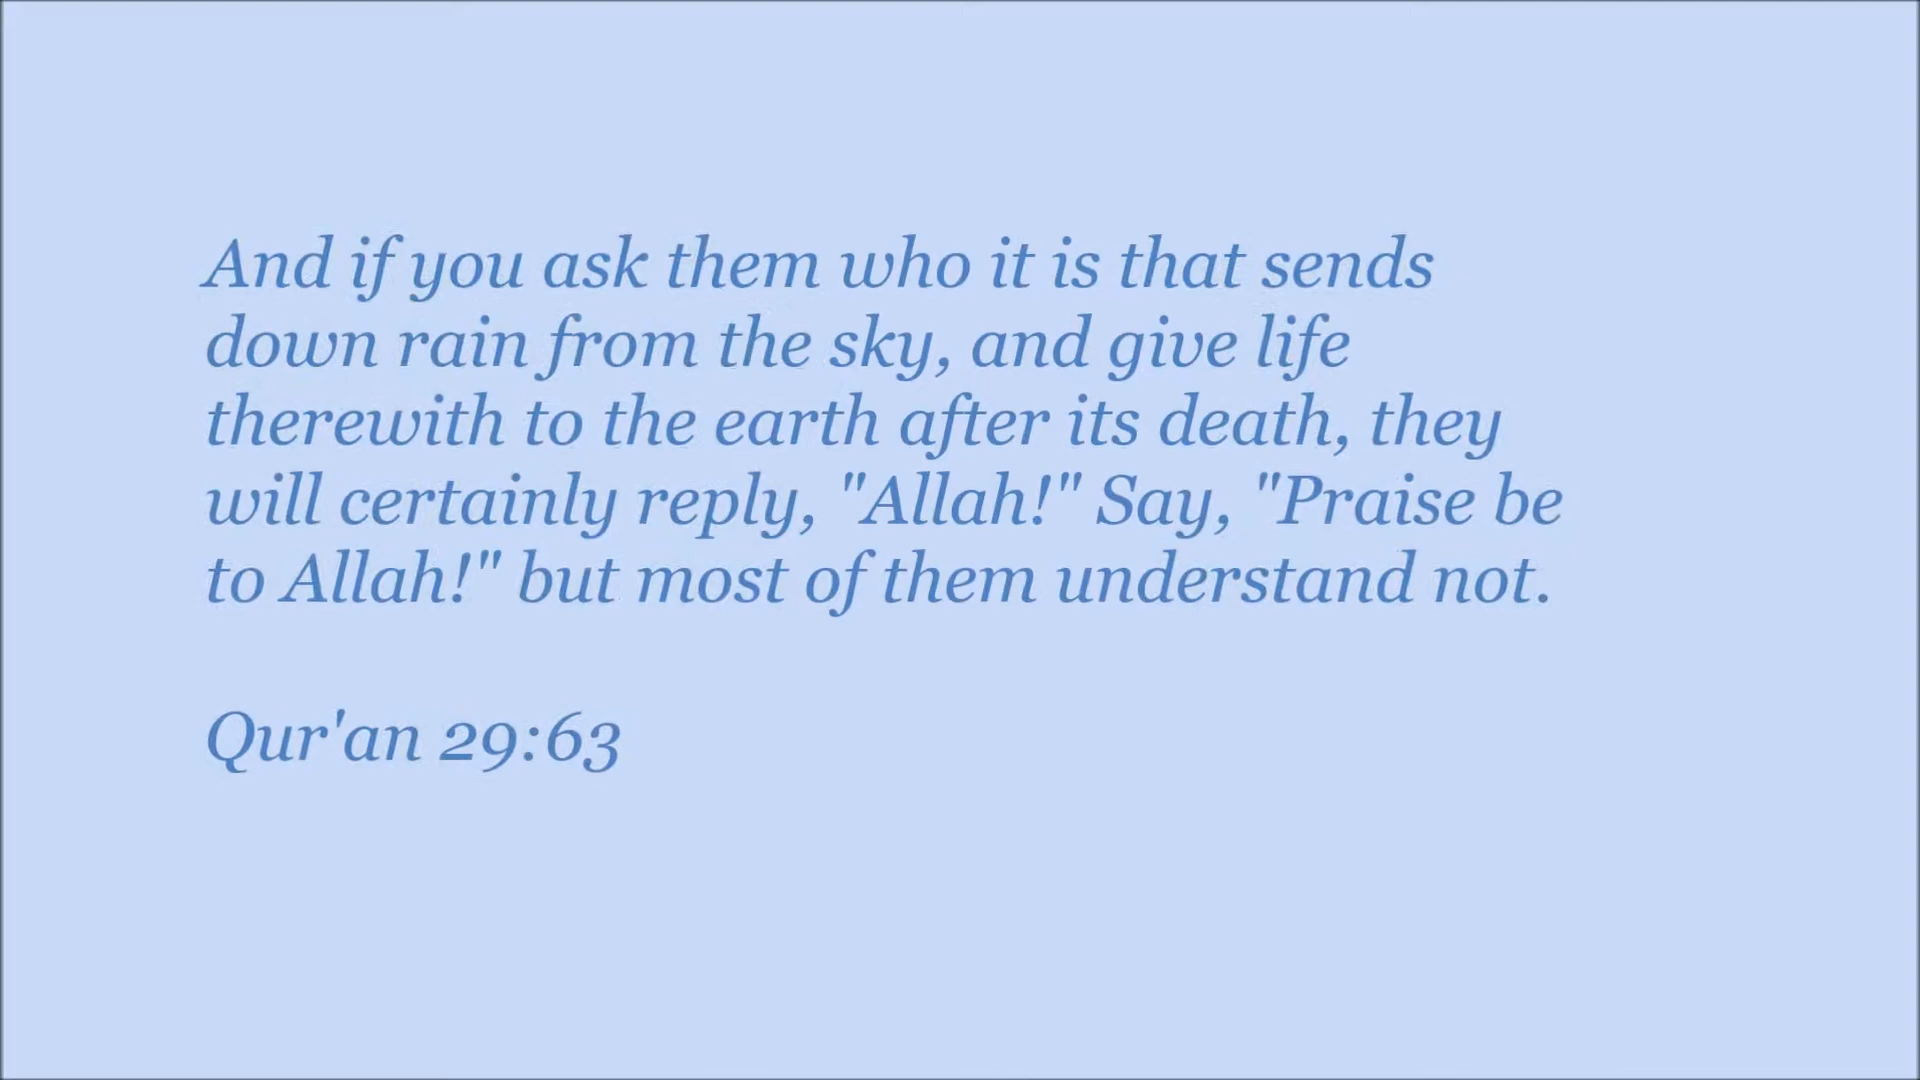 And if you ask them who it is that sends
down rain from the sky, and give life
therewith to the earth after its death, they
will certainly reply, "Allah!" Say, "Praise be
to Allah!" but most of them understand not.
Qur'an 29:63